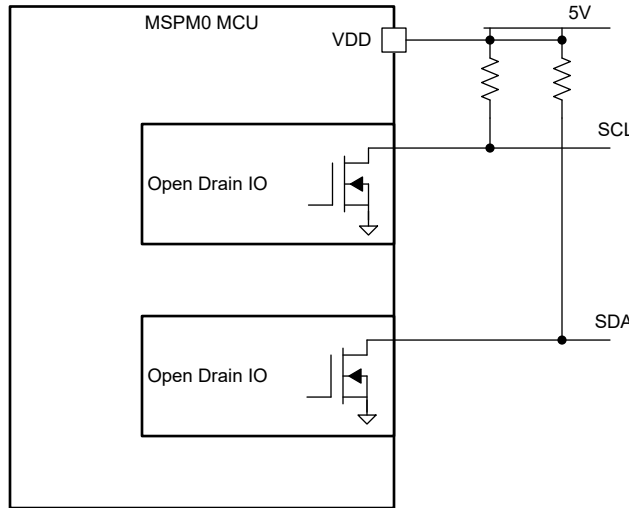 MSPM0 MCU
5V
VDD
SCL
Open Drain IO
SDA
Open Drain IO